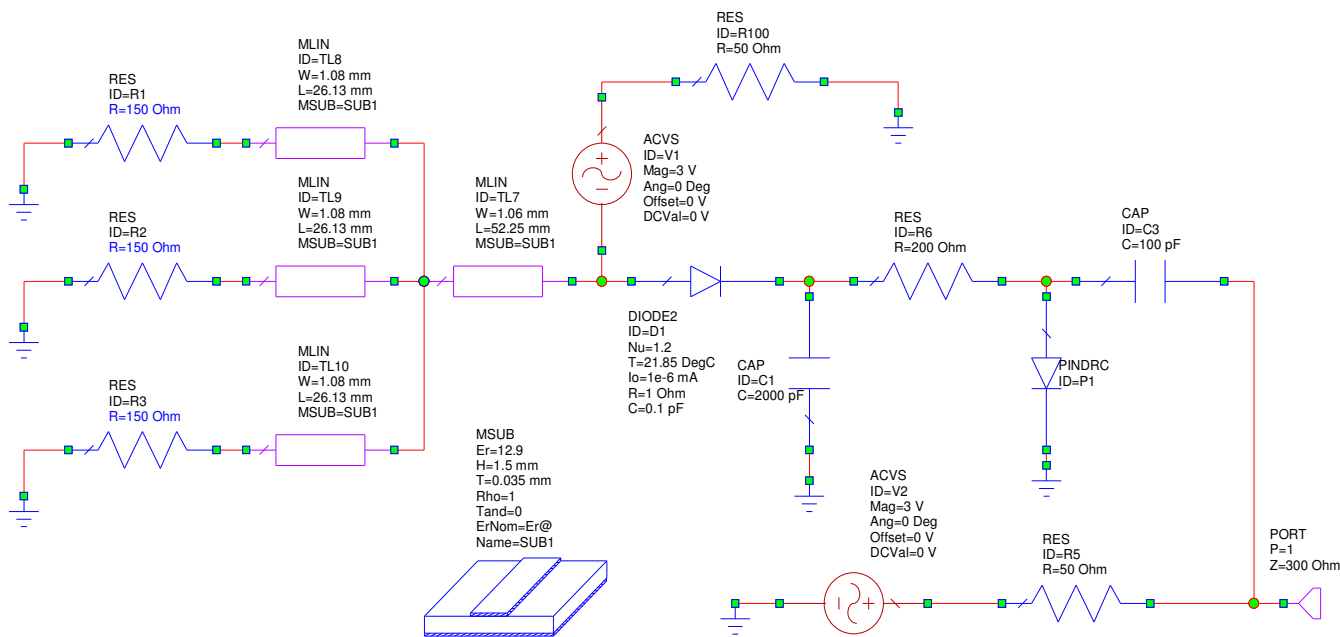 RES
ID=R100
R=50 Ohm
MLIN
ID=TL8
W=1.08 mm
L=26.13 mm
MSUB=SUB1
RES
ID=R1
R=150 Ohm
ACVS
ID=V1
Mag=3 V
Ang=0 Deg
Offset=0 V
DCVal=0 V
MLIN
ID=TL9
W=1.08 mm
L=26.13 mm
MSUB=SUB1
MLIN
ID=TL7
W=1.06 mm
L=52.25 mm
MSUB=SUB1
RES
ID=R2
R=150 Ohm
RES
ID=R6
R=200 Ohm
CAP
ID=C3
C=100 pF
DIODE2
ID=D1
Nu=1.2
T=21.85 DegC
Io=1e-6 mA
R=1 Ohm
C=0.1 pF
CAP
ID=C1
C=2000 pF
PINDRC
ID=P1
MLIN
ID=TL10
W=1.08 mm
L=26.13 mm
MSUB=SUB1
RES
ID=R3
R=150 Ohm
MSUB
Er=12.9
H=1.5 mm
T=0.035 mm
Rho=1
Tand=0
ErNom=Er@
Name=SUB1
ACVS
ID=V2
Mag=3 V
Ang=0 Deg
Offset=0 V
DCVal=0 V
RES
ID=R5
R=50 Ohm
PORT
P=1
Z=300 Ohm